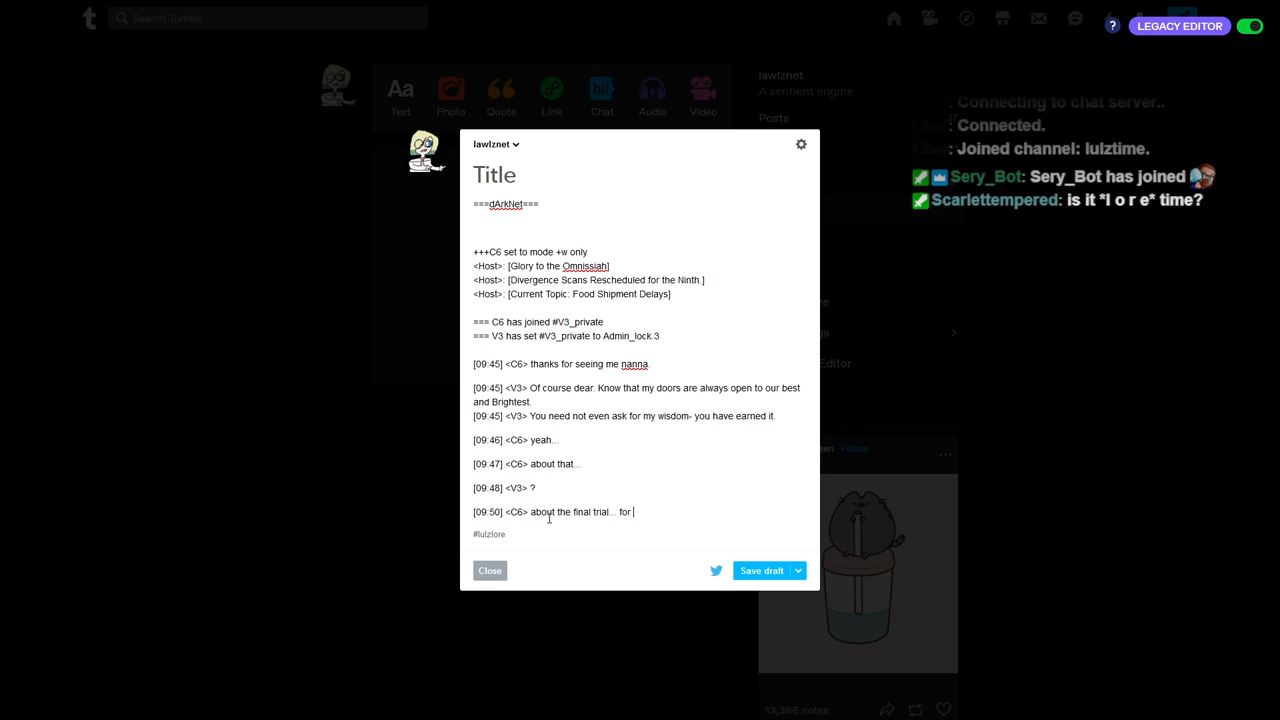 Search Tumblr
LEGACY EDITOR
?
Aa
hi!
Text
Photo
Quote
Link
Chat
Audio
Video
lawlznet
A sentient engine
Posts
Connecting to chat server..
Connected.
Joined channel: lulztime.
Sery_Bot: Sery_Bot has joined
Scarlettempered: is it *l o r e* time?
lawlznet
Title
===dArkNet===
+++C6 set to mode +w only
<Host>: [Glory to the Omnissiah]
<Host>: [Divergence Scans Rescheduled for the Ninth.]
<Host>: [Current Topic: Food Shipment Delays]
=== C6 has joined #V3_private
=== V3 has set #V3_private to Admin_lock.3
[09:45] <C6> thanks for seeing me nanna.
[09:45] <V3> Of course dear. Know that my doors are always open to our best
and Brightest.
[09:45] <V3> You need not even ask for my wisdom- you have earned it.
[09:46] <C6> yeah...
[09:47] <C6> about that...
[09:48] <V3> ?
[09:50] <C6> about the final trial... for
#lulzlore
Close
Save draft
Editor
Follow
13,366 notes